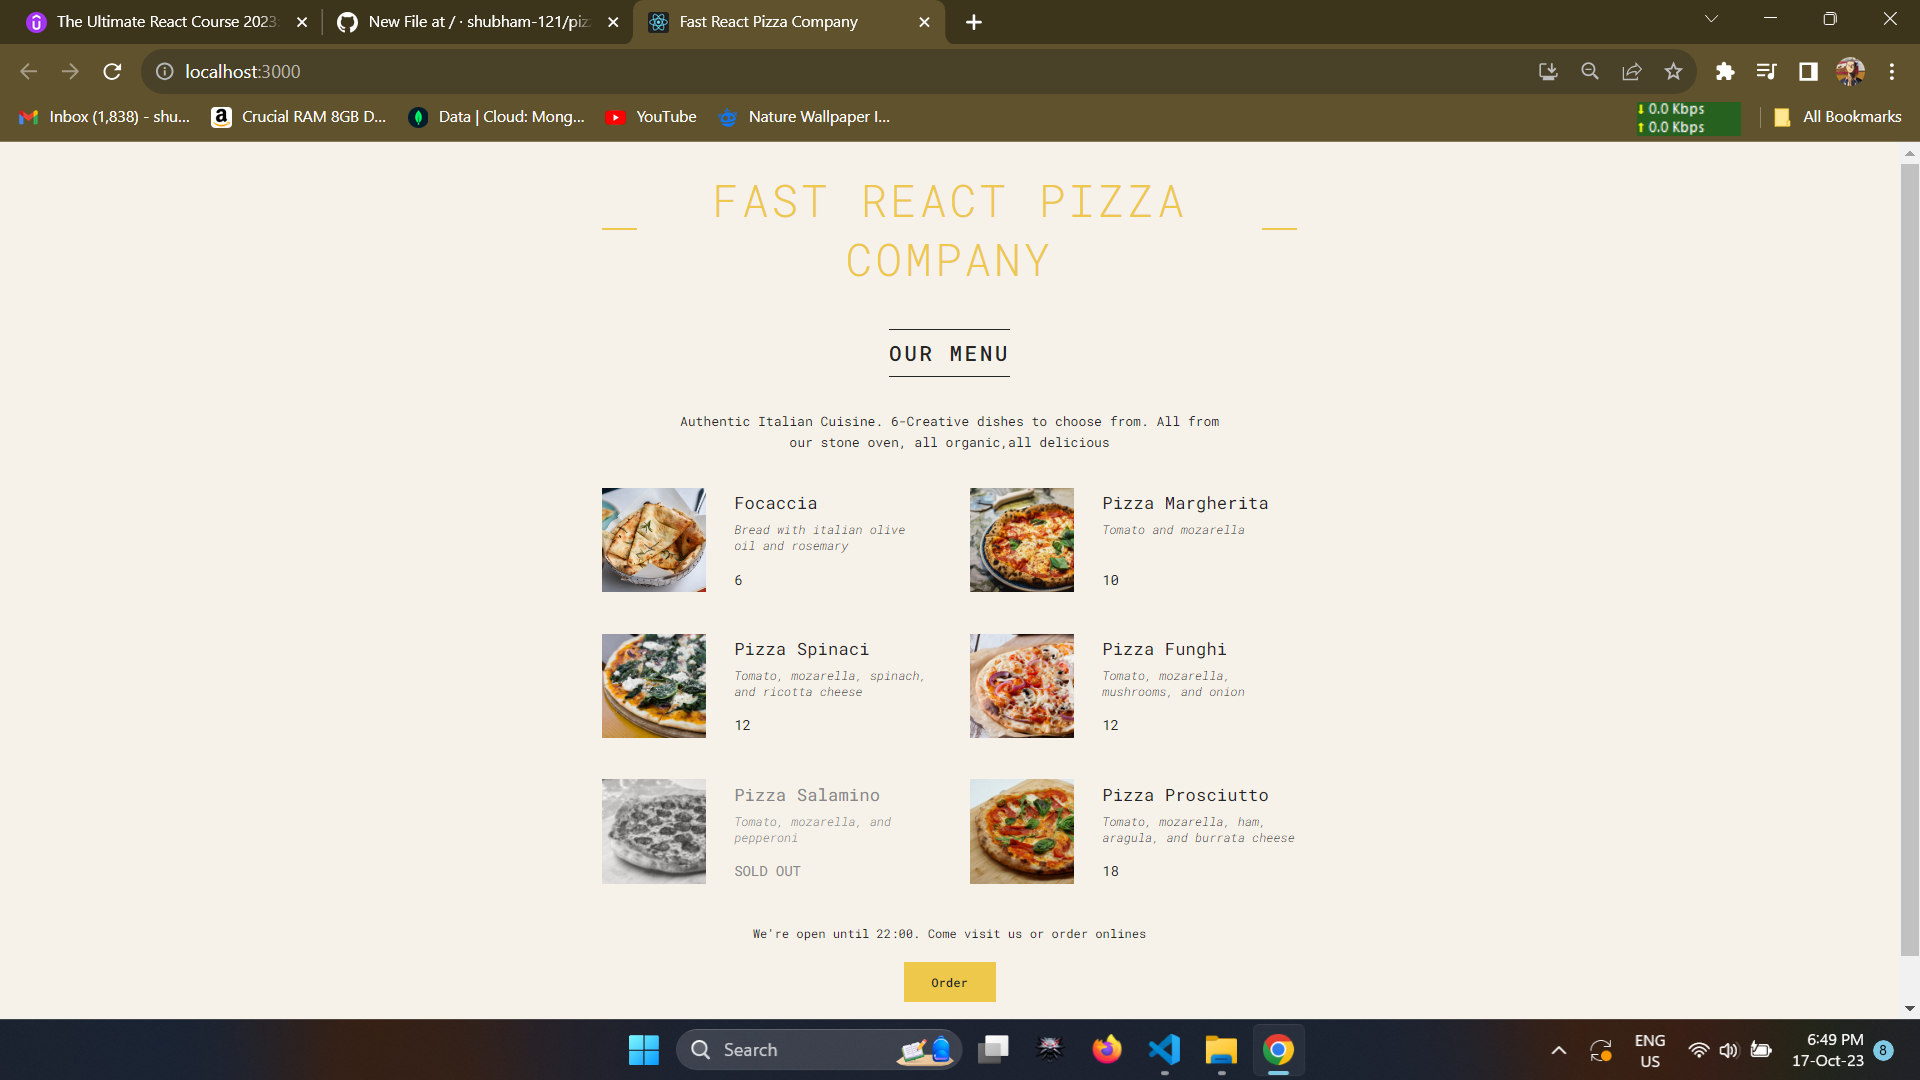 The Ultimate React Course 2023:
New File at / · shubham-121/piz
Fast React Pizza Company
localhost:3000
Inbox (1,838) - shu...
Crucial RAM 8GB D...
Data | Cloud: Mong...
YouTube
Nature Wallpaper I...
0.0 Kbps
0.0 Kbps
All Bookmarks
FAST REACT PIZZA
COMPANY
OUR MENU
Authentic Italian Cuisine. 6-Creative dishes to choose from. All from
our stone oven, all organic,all delicious
Focaccia
Bread with italian olive
oil and rosemary
6
Pizza Margherita
Tomato and mozarella
10
Pizza Spinaci
Tomato, mozarella, spinach,
and ricotta cheese
12
Pizza Funghi
Tomato, mozarella,
mushrooms, and onion
12
Pizza Salamino
Tomato, mozarella, and
pepperoni
SOLD OUT
Pizza Prosciutto
Tomato, mozarella, ham,
aragula, and burrata cheese
18
We're open until 22:00. Come visit us or order onlines
Order
Search
ENG
US
6:49 PM
17-Oct-23
8